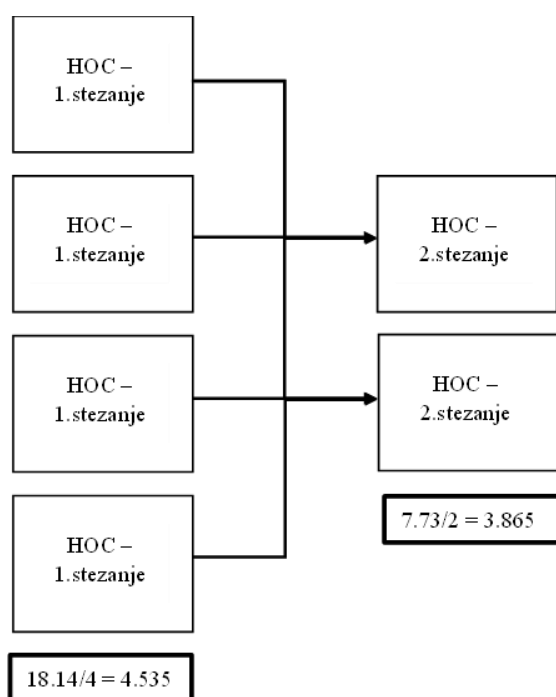 HOC –
1.stezanje
HOC –
1.stezanje
HOC –
1.stezanje
HOC –
1.stezanje
18.14/4 = 4.535
HOC –
2.stezanje
HOC –
2.stezanje
7.73/2 = 3.865